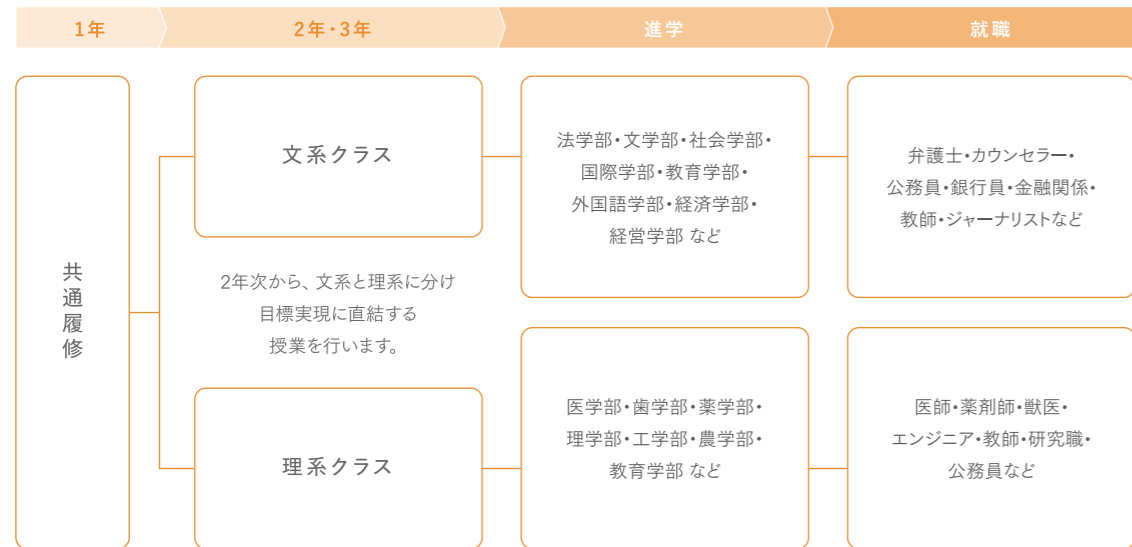 1年
2年・3年
進学
就職
共通履修
文系クラス
2年次から、文系と理系に分け
目標実現に直結する
授業を行います。
理系クラス
法学部・文学部・社会学部・
国際学部・教育学部・
外国語学部・経済学部・
経営学部 など
弁護士・カウンセラー・
公務員・銀行員・金融関係・
教師・ジャーナリストなど
医学部・歯学部・薬学部・
理学部・工学部・農学部・
教育学部 など
医師・薬剤師・獣医・
エンジニア・教師・研究職・
公務員など